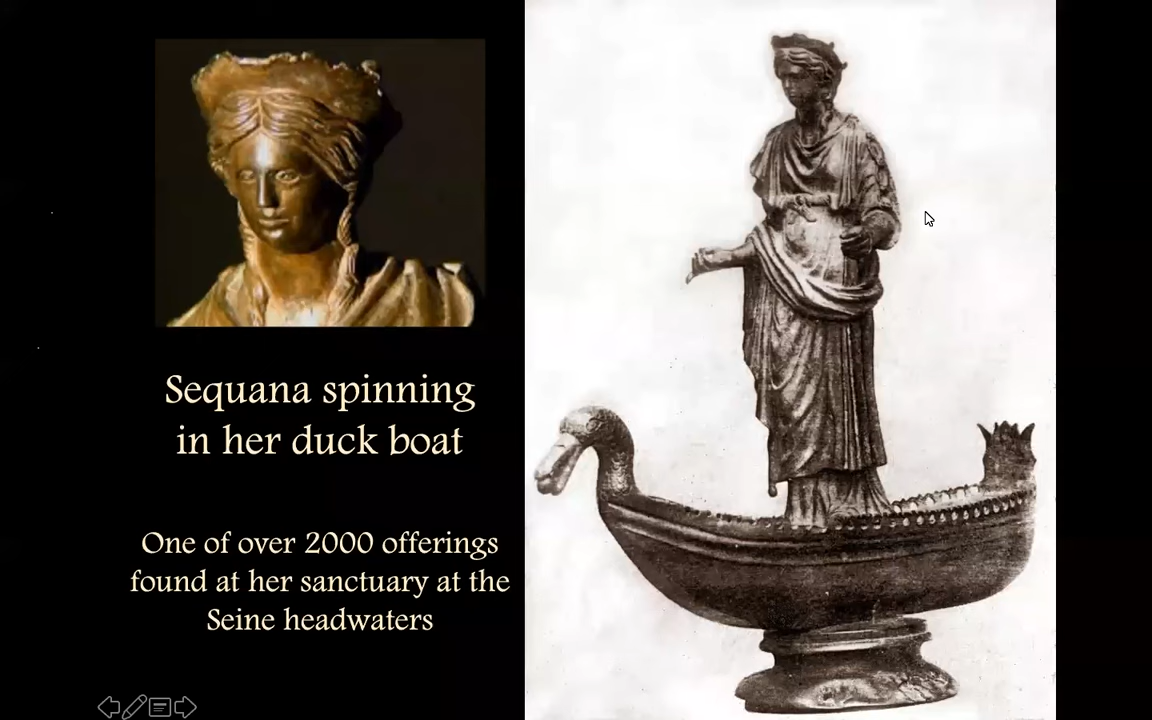 Sequana spinning
in her duck boat
One of over 2000 offerings
found at her sanctuary at the
Seine headwaters